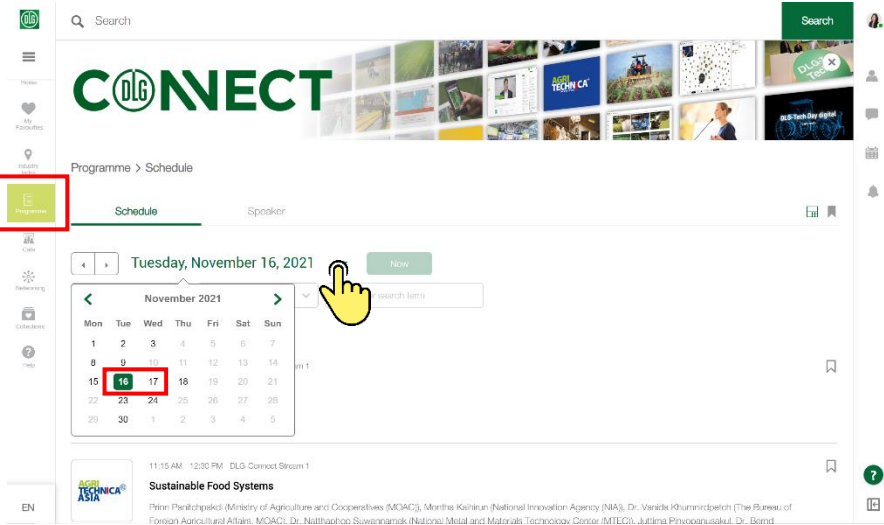 DLG
Search
Search
CONNECT
DLG
AGRI
TECHNICA
DLG-Tech Day digital
My
Favourites
Programme > Schedule
Programme
Schedule
Speaker
Cafe
Networking
Collections
Help
Tuesday, November 16, 2021
Now
search term
November 2021
Mon Tue Wed Thu Fri Sat Sun
1 2 3 4 5 6 7
8 9 10 11 12 13 14
15 16 17 18 19 20 21
22 23 24 25 26 27 28
29 30 1 2 3 4 5
11:15 AM 12:30 PM DLG Connect Stream 1
AGRI
TECHNICA
ASIA
Sustainable Food Systems
Prinn Panitchpakdi (Ministry of Agriculture and Cooperatives (MOAC)), Montha Kaihirun (National Innovation Agency (NIA)), Dr. Vanida Khumnirdpetch (The Bureau of
Foreign Agricultural Affairs, MOAC), Dr. Natthaphop Suwannamek (National Metal and Materials Technology Center (MTEC)), Juttima Pinyopanusakul, Dr. Bernd
EN
?